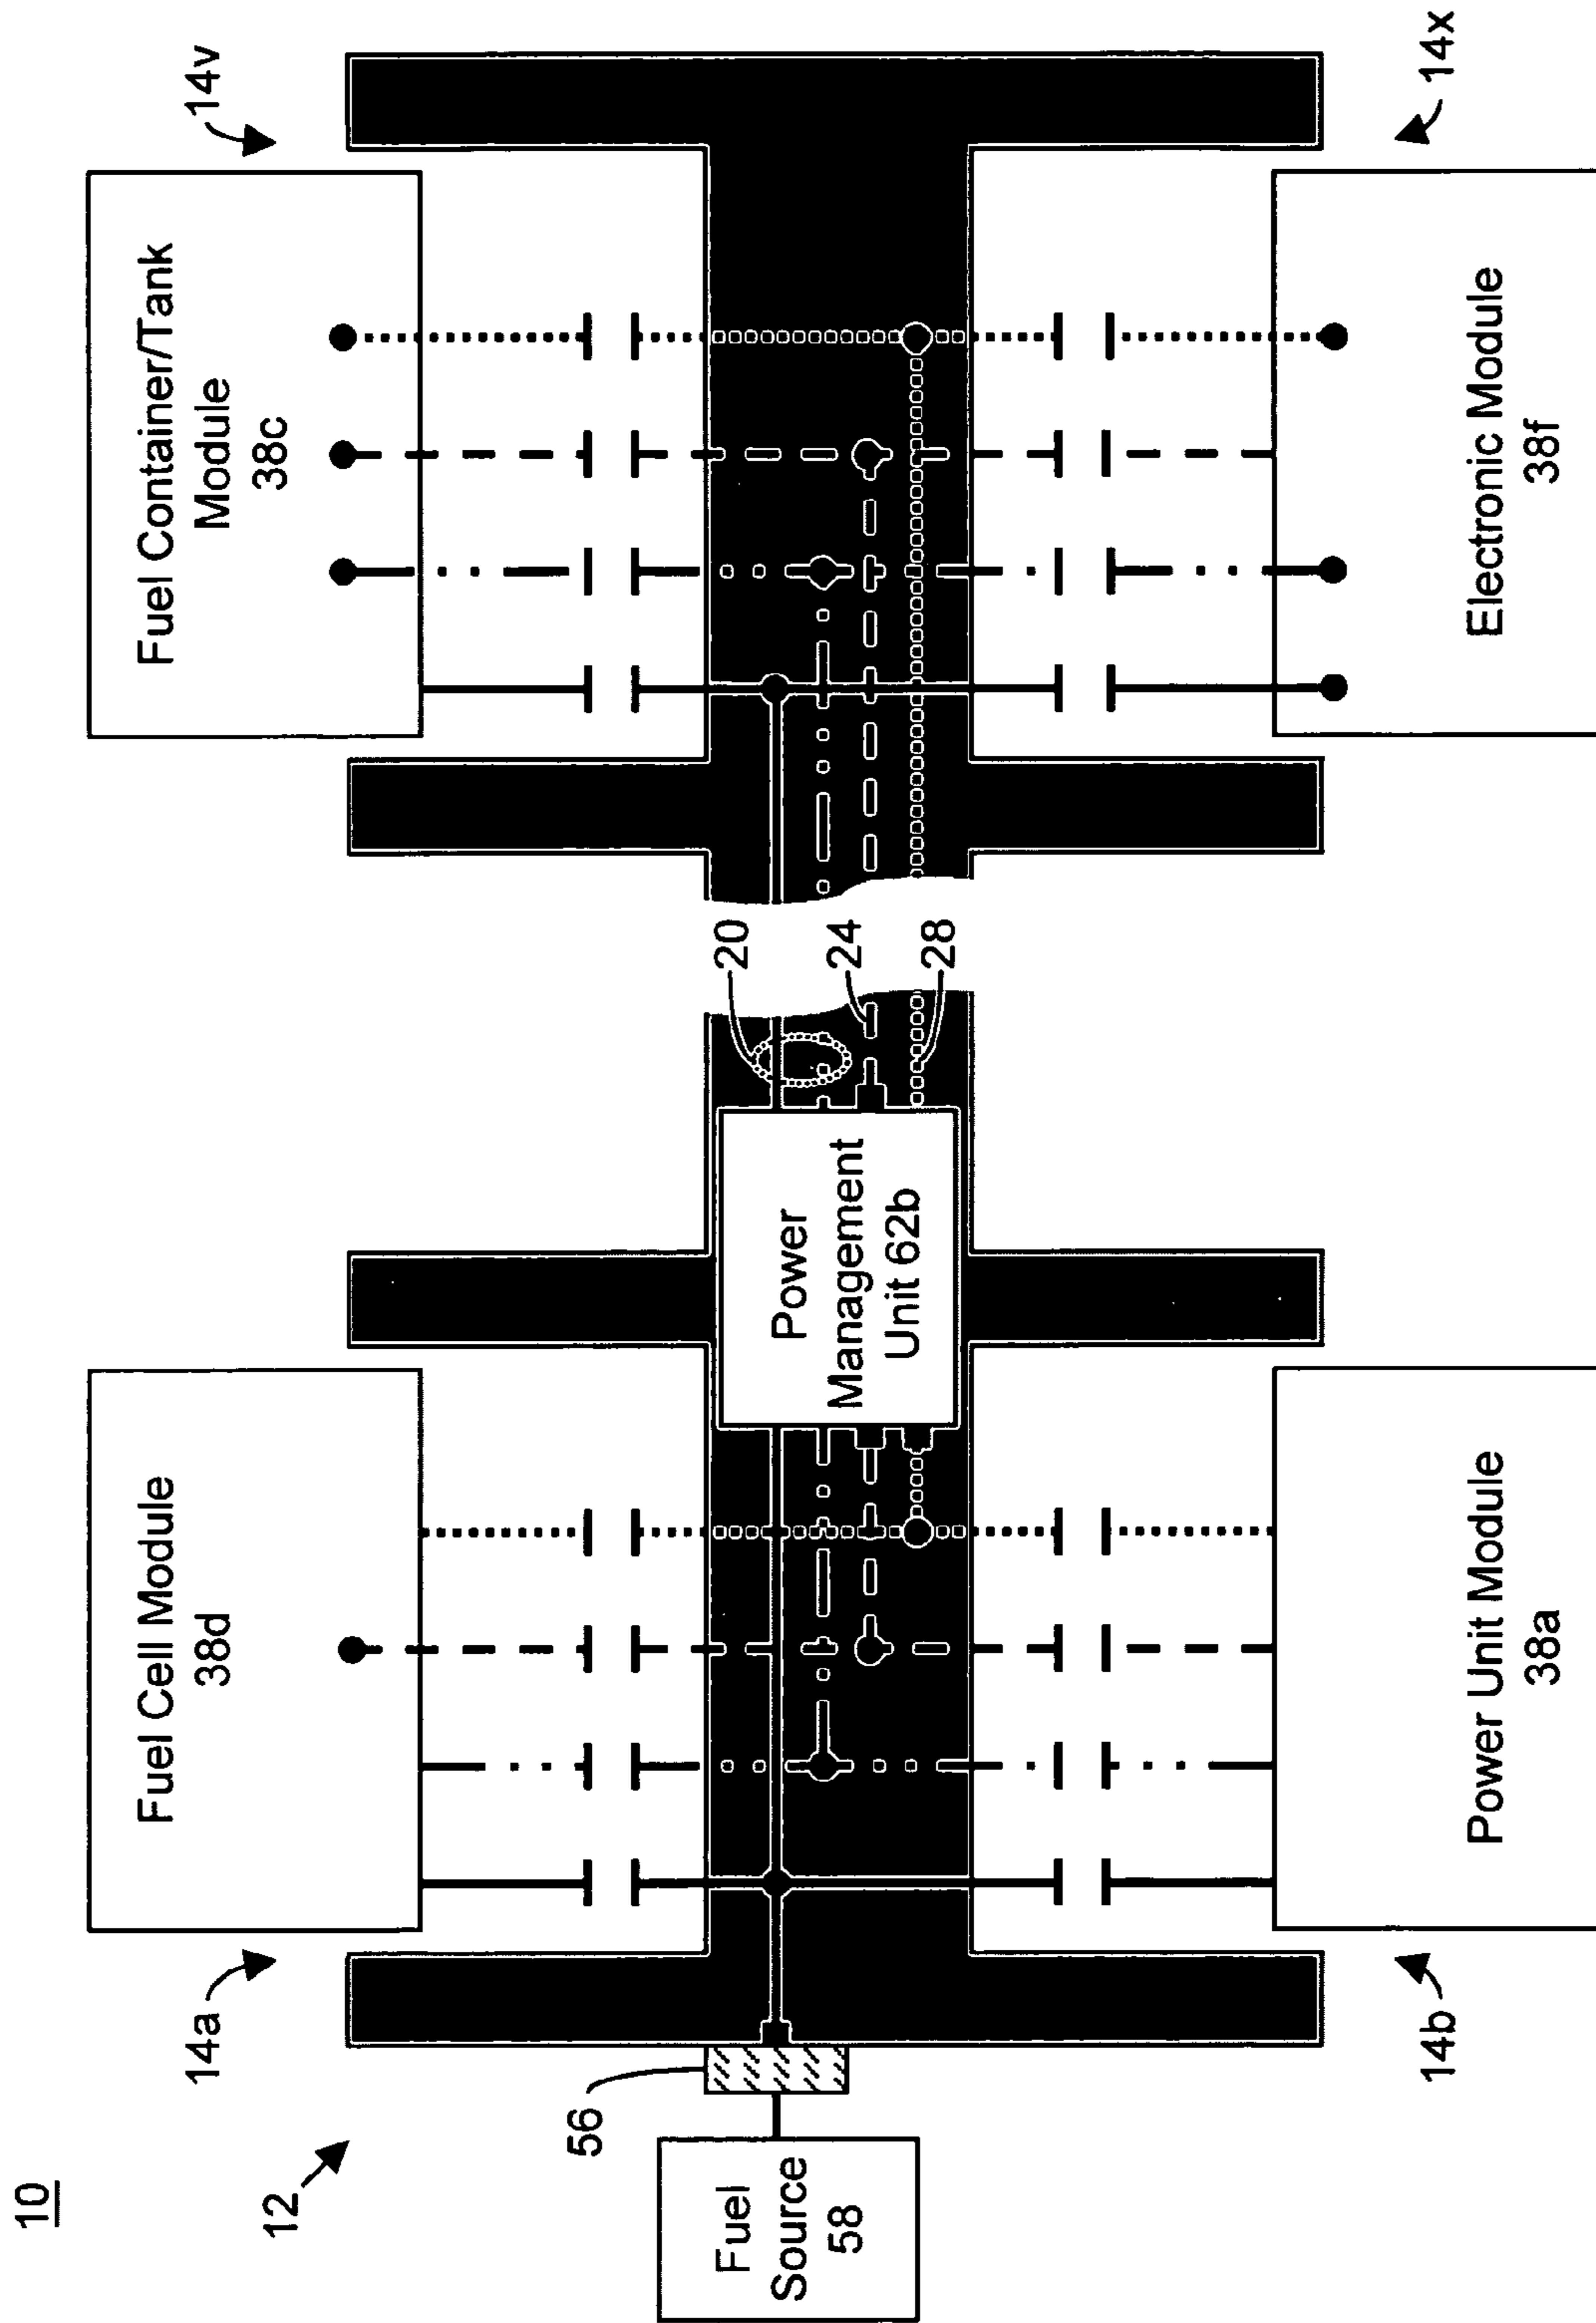 10
12
14a
Fuel Cell Module
38d
14v
Fuel Container/Tank
Module
38c
56
Fuel
Source
58
Power
Management
Unit 62b
20
24
28
14b
Power Unit Module
38a
14x
Electronic Module
38f